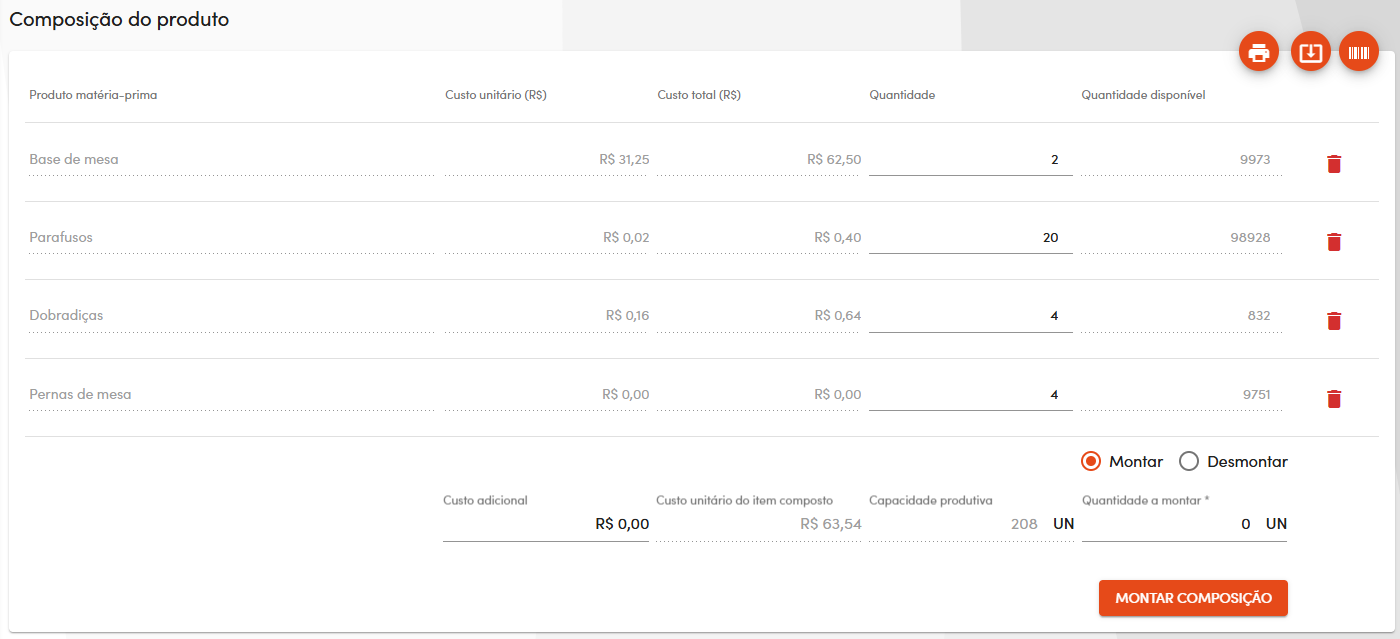 Composição do produto
Produto matéria-prima Custo unitário (R$) Custo total (R$) Quantidade Quantidade disponível
Base de mesa R$ 31,25 R$ 62,50 2 9973
Parafusos R$ 0,02 R$ 0,40 20 98928
Dobradiças R$ 0,16 R$ 0,64 4 832
Pernas de mesa R$ 0,00 R$ 0,00 4 9751
Montar Desmontar
Custo adicional Custo unitário do item composto Capacidade produtiva Quantidade a montar *
R$ 0,00 R$ 63,54 208 UN 0 UN
MONTAR COMPOSIÇÃO